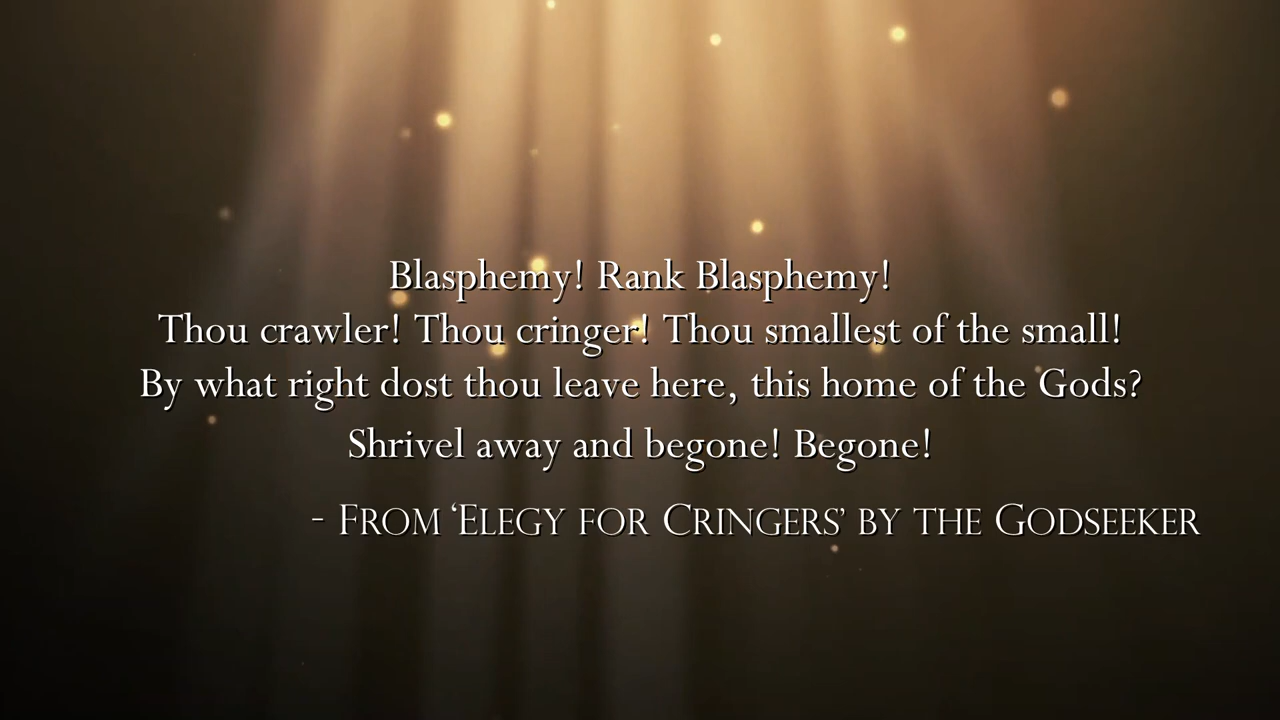 Blasphemy! Rank Blasphemy!
Thou crawler! Thou cringer! Thou smallest of the small!
By what right dost thou leave here, this home of the Gods?
Shrivel away and begone! Begone!
- From ‘Elegy for Cringers’ by the Godseeker